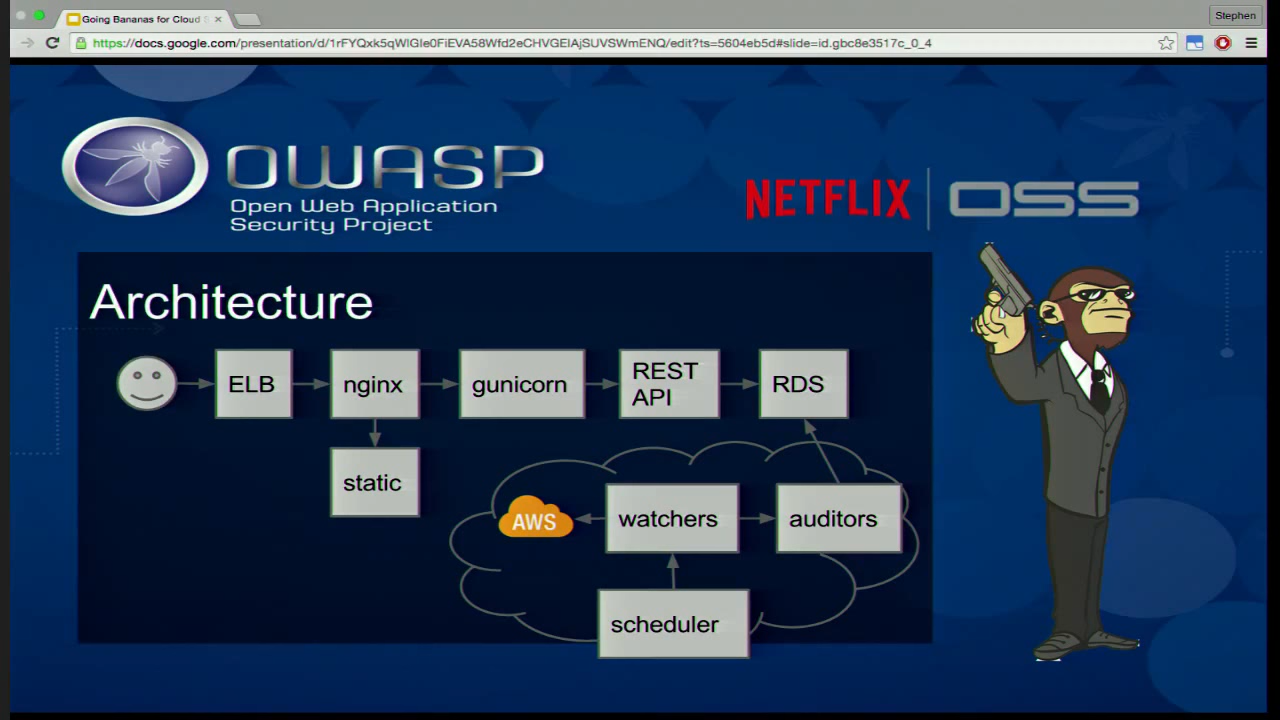 Going Bananas for Cloud
Stephen
https://docs.google.com/presentation/d/1rFYQxk5qWlGIe0FiEVA58Wfd2eCHVGEIAjSUVSWmENQ/edit?ts=5604eb5d#slide=id.gbc8e3517c_0_4
OWASP
Open Web Application
Security Project
NETFLIX OSS
Architecture
ELB
nginx
gunicorn
REST
API
RDS
static
AWS
watchers
auditors
scheduler